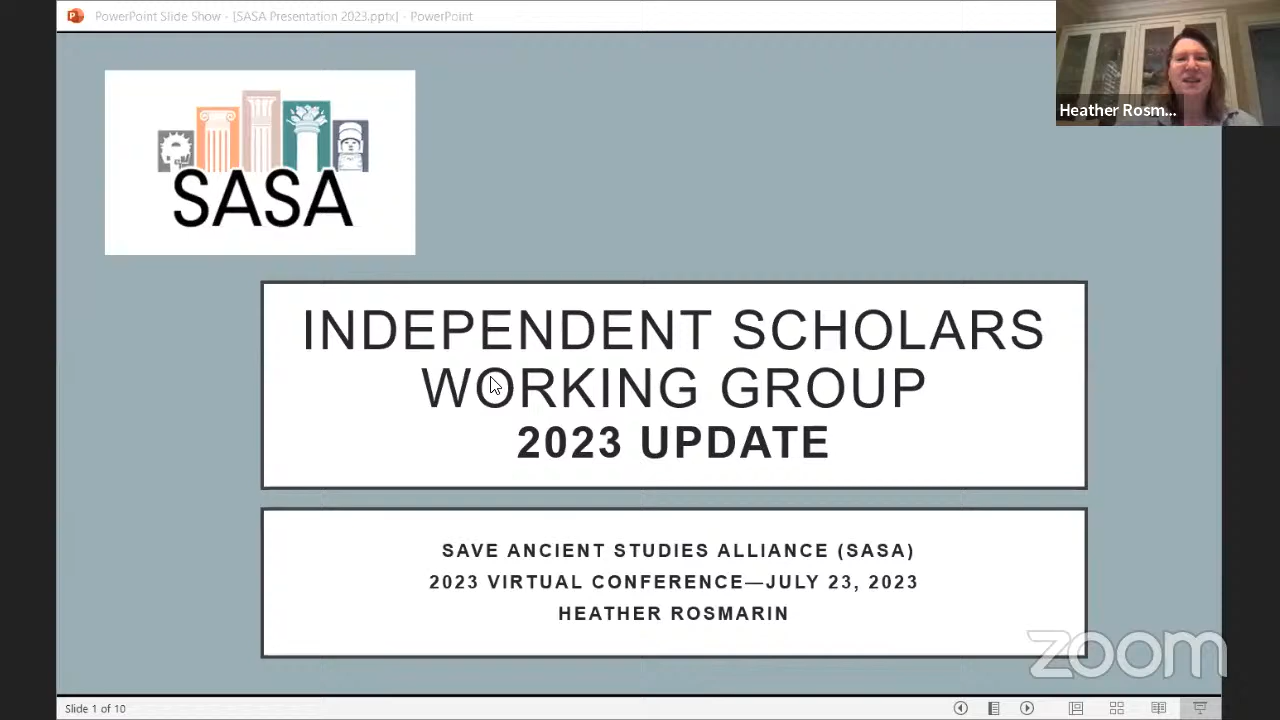 PowerPoint Slide Show - [SASA Presentation 2023.pptx] - PowerPoint
Heather Rosm...
SASA
INDEPENDENT SCHOLARS
WORKING GROUP
2023 UPDATE
SAVE ANCIENT STUDIES ALLIANCE (SASA)
2023 VIRTUAL CONFERENCE—JULY 23, 2023
HEATHER ROSMARIN
zoom
Slide 1 of 10